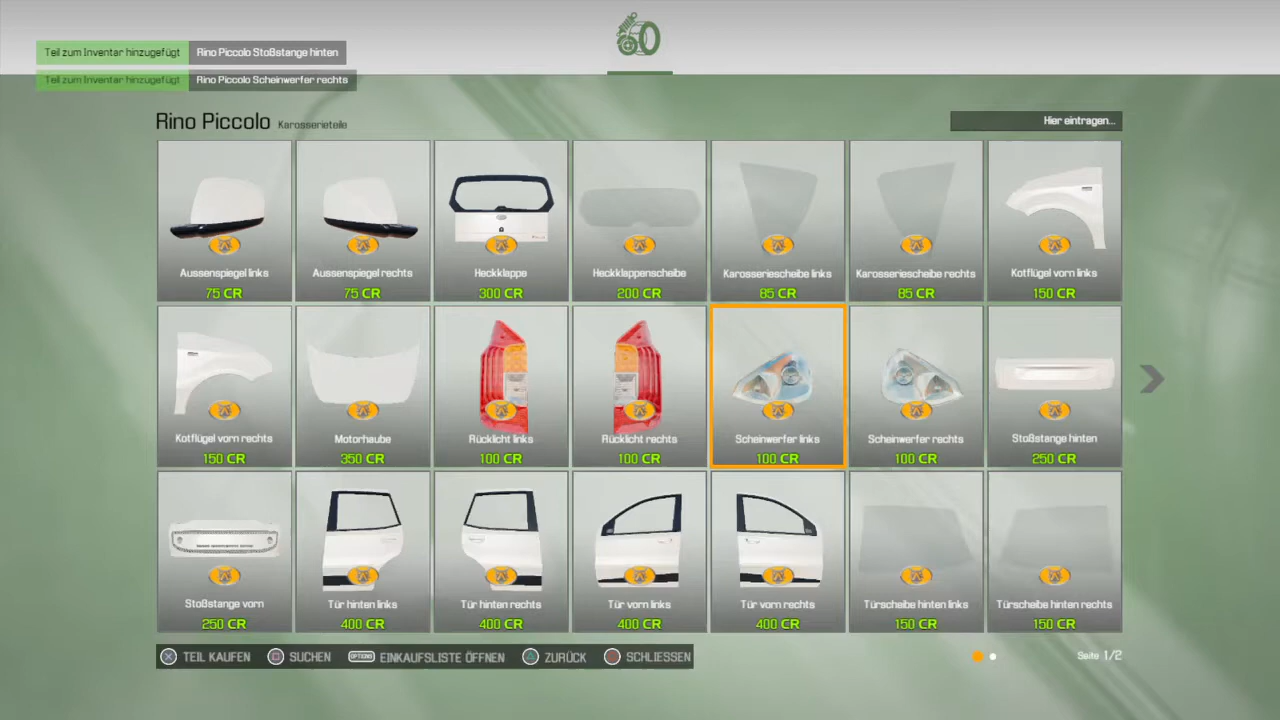 Teil zum Inventar hinzugefügt Rino Piccolo Stoßstange hinten
Teil zum Inventar hinzugefügt Rino Piccolo Scheinwerfer rechts
Rino Piccolo Karosserieteile
Hier eintragen...
Aussenspiegel links
75 CR
Aussenspiegel rechts
75 CR
Heckklappe
300 CR
Heckklappenscheibe
200 CR
Karosseriescheibe links
85 CR
Karosseriescheibe rechts
85 CR
Kotflügel vorn links
150 CR
Kotflügel vorn rechts
150 CR
Motorhaube
350 CR
Rücklicht links
100 CR
Rücklicht rechts
100 CR
Scheinwerfer links
100 CR
Scheinwerfer rechts
100 CR
Stoßstange hinten
250 CR
Stoßstange vorn
250 CR
Tür hinten links
400 CR
Tür hinten rechts
400 CR
Tür vorn links
400 CR
Tür vorn rechts
400 CR
Türscheibe hinten links
150 CR
Türscheibe hinten rechts
150 CR
TEIL KAUFEN SUCHEN OPTIONS EINKAUFSLISTE ÖFFNEN ZURÜCK SCHLIESSEN
Seite 1/2